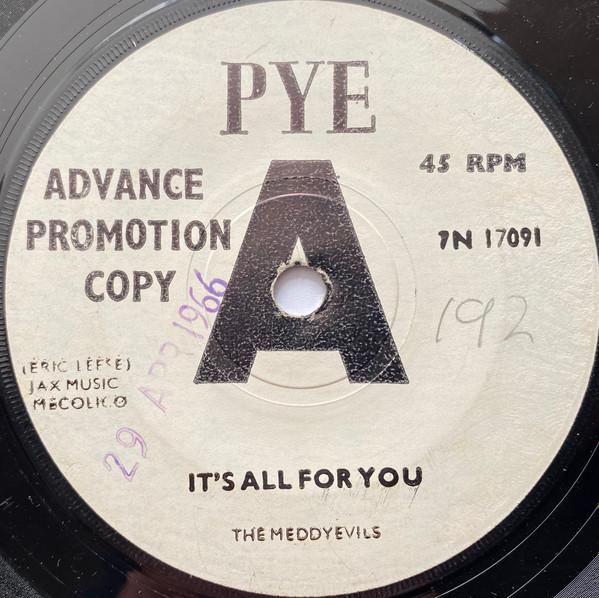 PYE
A
ADVANCE
PROMOTION
COPY
45 RPM
7N 17091
192
29 APR 1966
(ERIC LEESE)
JAX MUSIC
MECOLICO
IT'S ALL FOR YOU
THE MEDDYEVILS